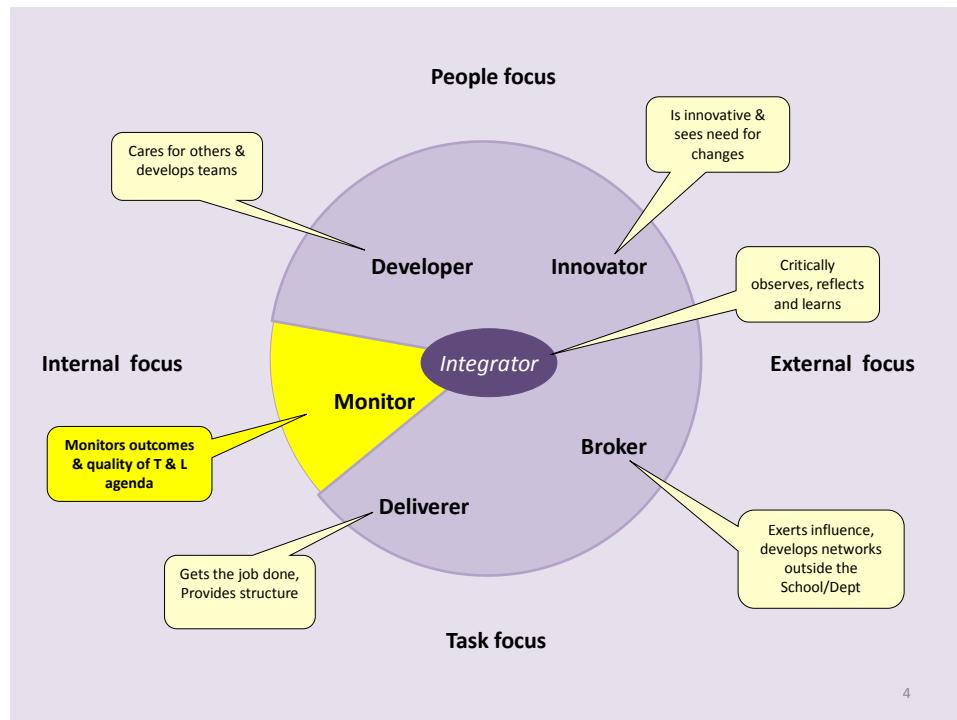 People focus
Is innovative &
sees need for
changes
Cares for others &
develops teams
Developer
Innovator
Critically
observes, reflects
and learns
Internal  focus
Integrator
External  focus
Monitor
Monitors outcomes
& quality of T & L
agenda
Broker
Deliverer
Exerts influence,
develops networks
outside the
School/Dept
Gets the job done,
Provides structure
Task focus
4